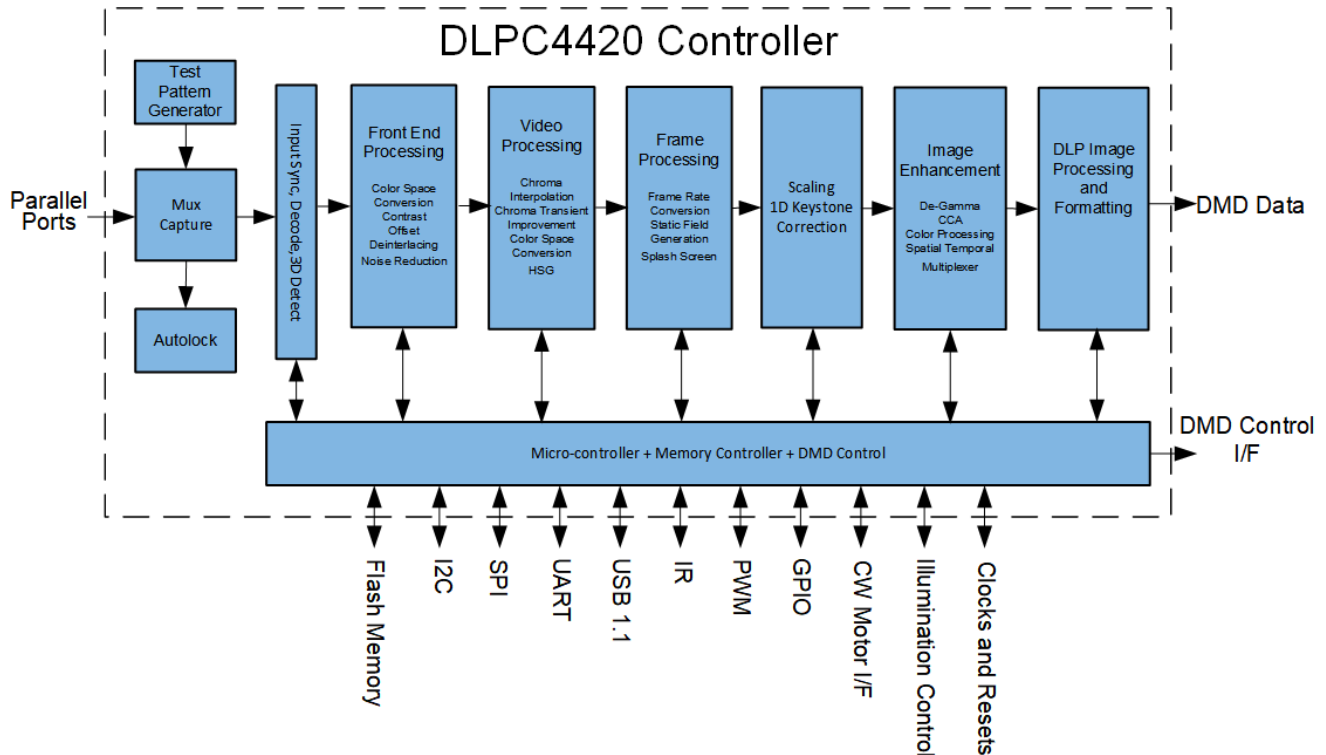 DLPC4420 Controller
Test
Pattern
Generator
Parallel
Ports
Mux
Capture
Autolock
Input Sync, Decode,3D Detect
Front End
Processing
Color Space
Conversion
Contrast
Offset
Deinterlacing
Noise Reduction
Video
Processing
Chroma
Interpolation
Chroma Transient
Improvement
Color Space
Conversion
HSG
Frame
Processing
Frame Rate
Conversion
Static Field
Generation
Splash Screen
Scaling
1D Keystone
Correction
Image
Enhancement
De-Gamma
CCA
Color Processing
Spatial Temporal
Multiplexer
DLP Image
Processing
and
Formatting
DMD Data
Micro-controller + Memory Controller + DMD Control
DMD Control
I/F
Flash Memory
I2C
SPI
UART
USB 1.1
IR
PWM
GPIO
CW Motor I/F
Illumination Control
Clocks and Resets